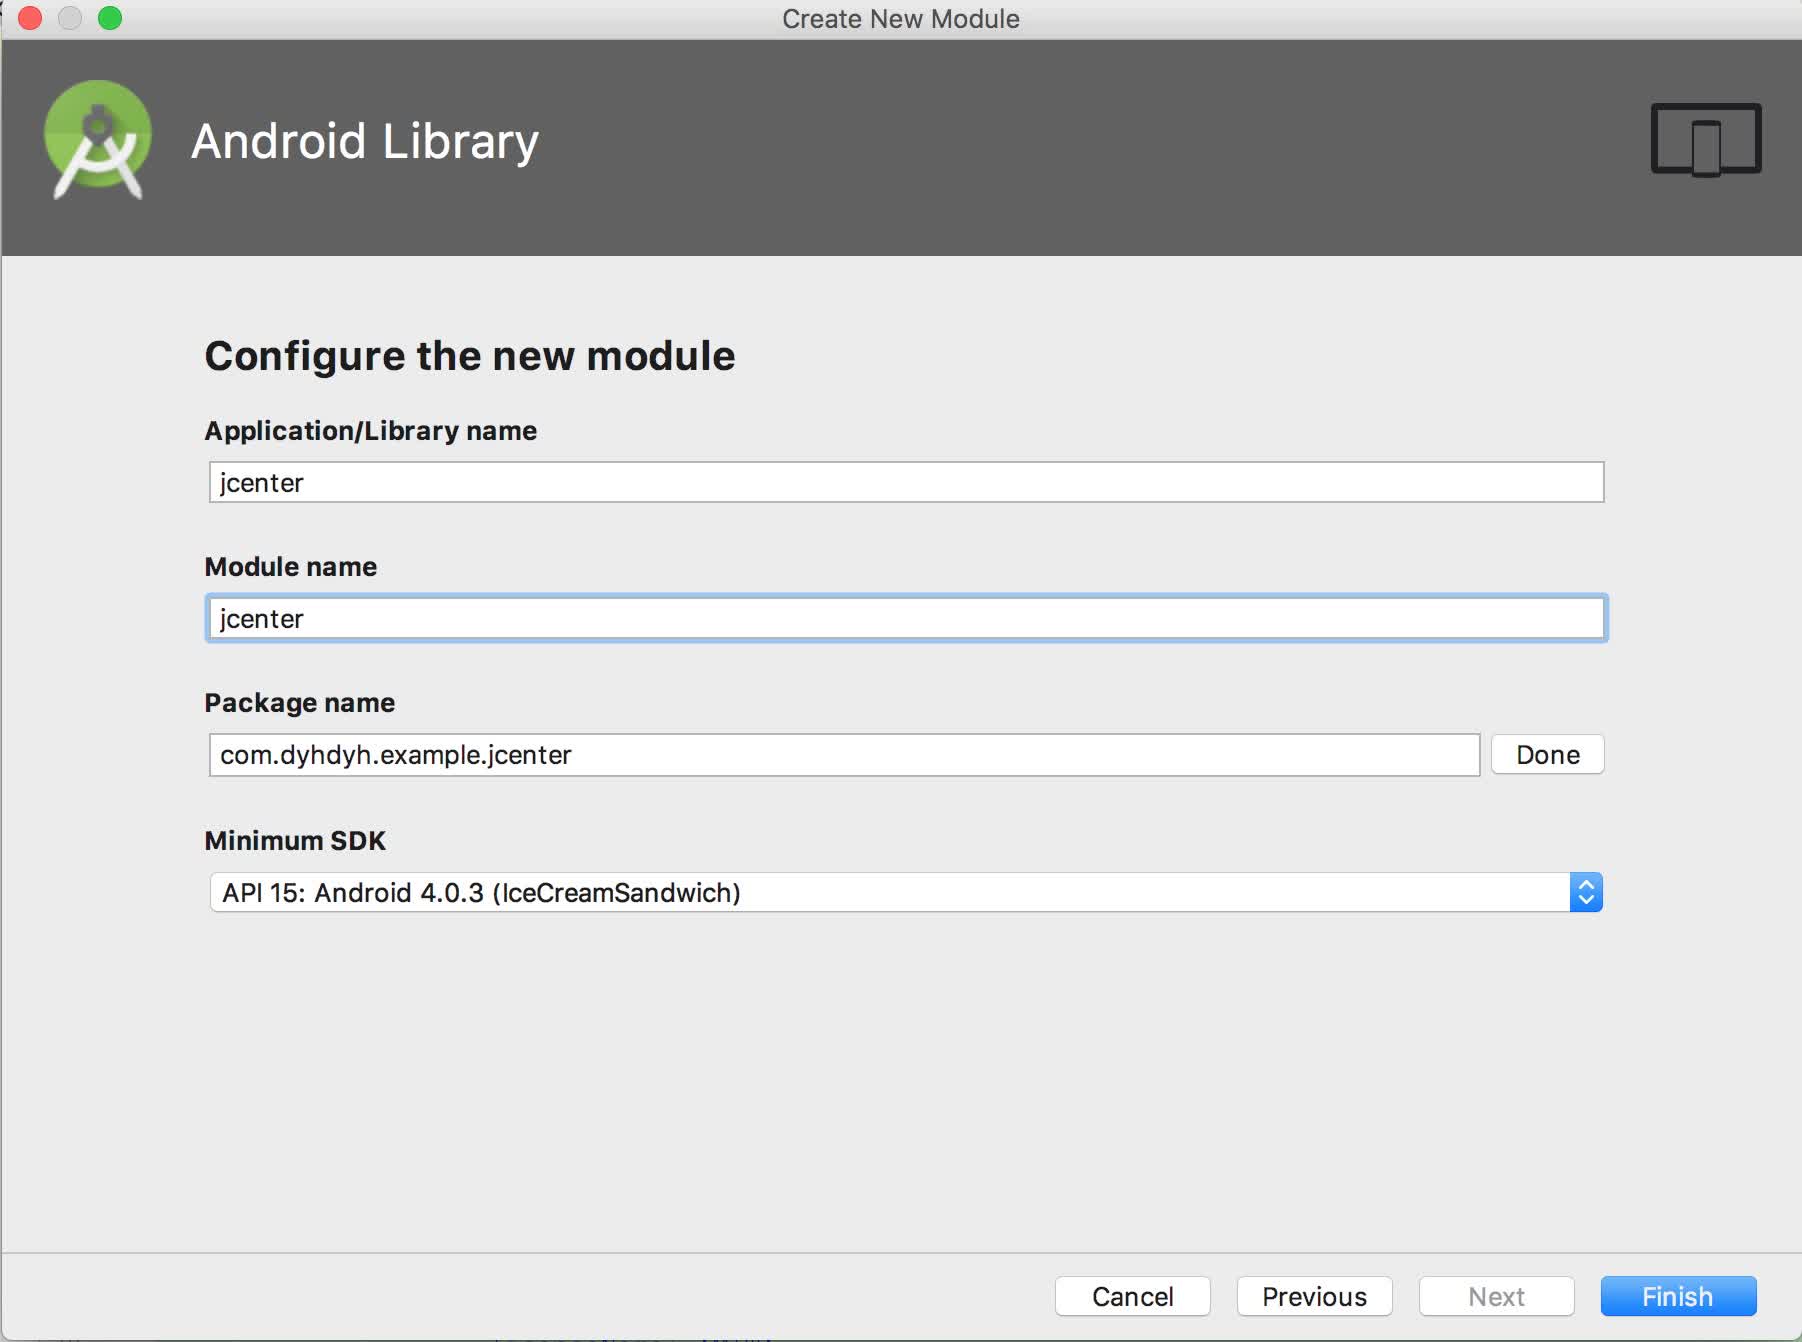 Create New Module
Android Library
Configure the new module
Application/Library name
jcenter
Module name
jcenter
Package name
com.dyhdyh.example.jcenter
Done
Minimum SDK
API 15: Android 4.0.3 (IceCreamSandwich)
Cancel
Previous
Next
Finish